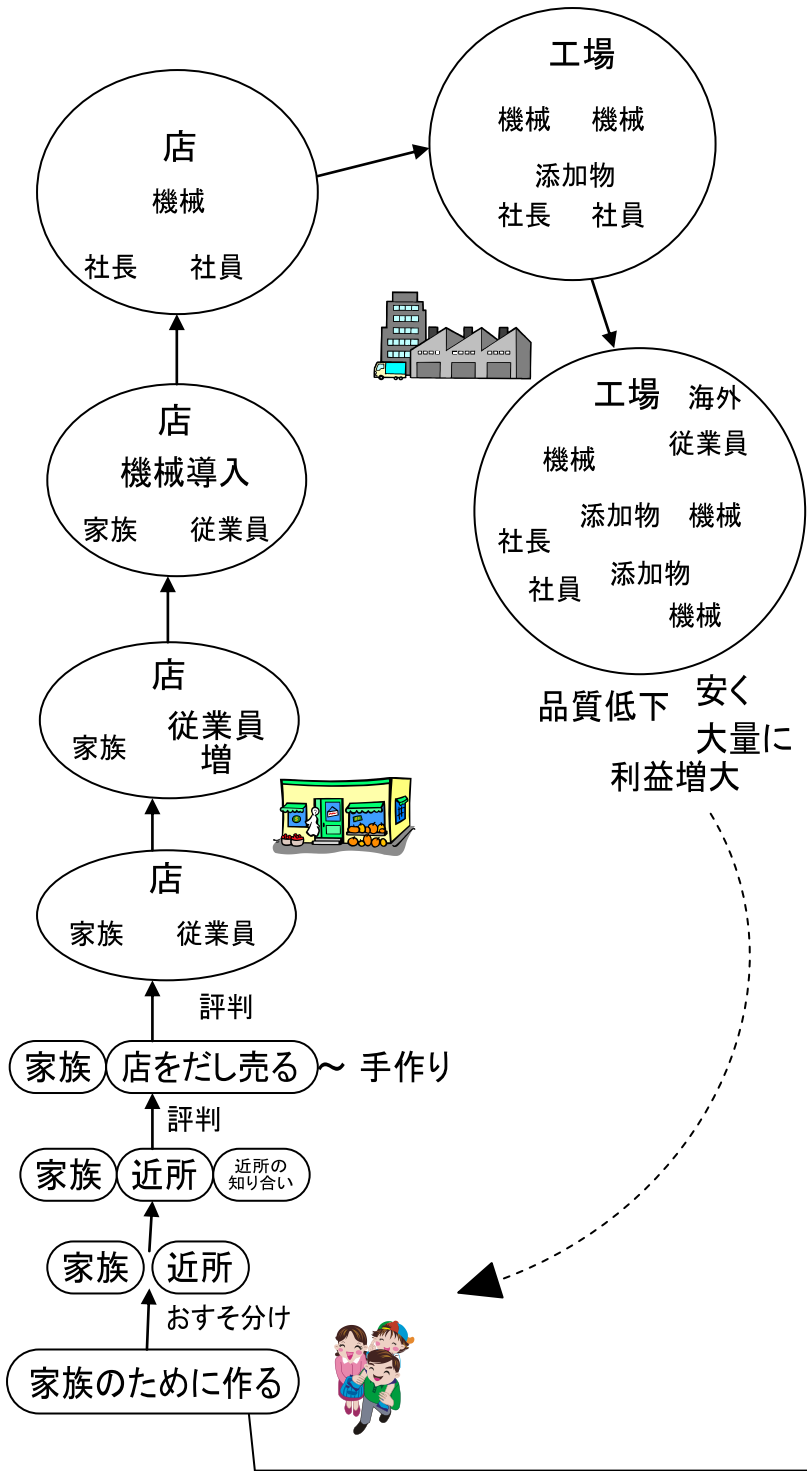 工場
機械 機械
添加物
社長 社員
店
機械
社長 社員
工場 海外
従業員
機械
添加物 機械
社長
添加物
社員
機械
品質低下 安く
大量に
利益増大
店
機械導入
家族 従業員
店
従業員
家族 増
店
家族 従業員
評判
家族 店をだし売る ～ 手作り
評判
家族 近所 近所の
知り合い
家族 近所
おすそ分け
家族のために作る